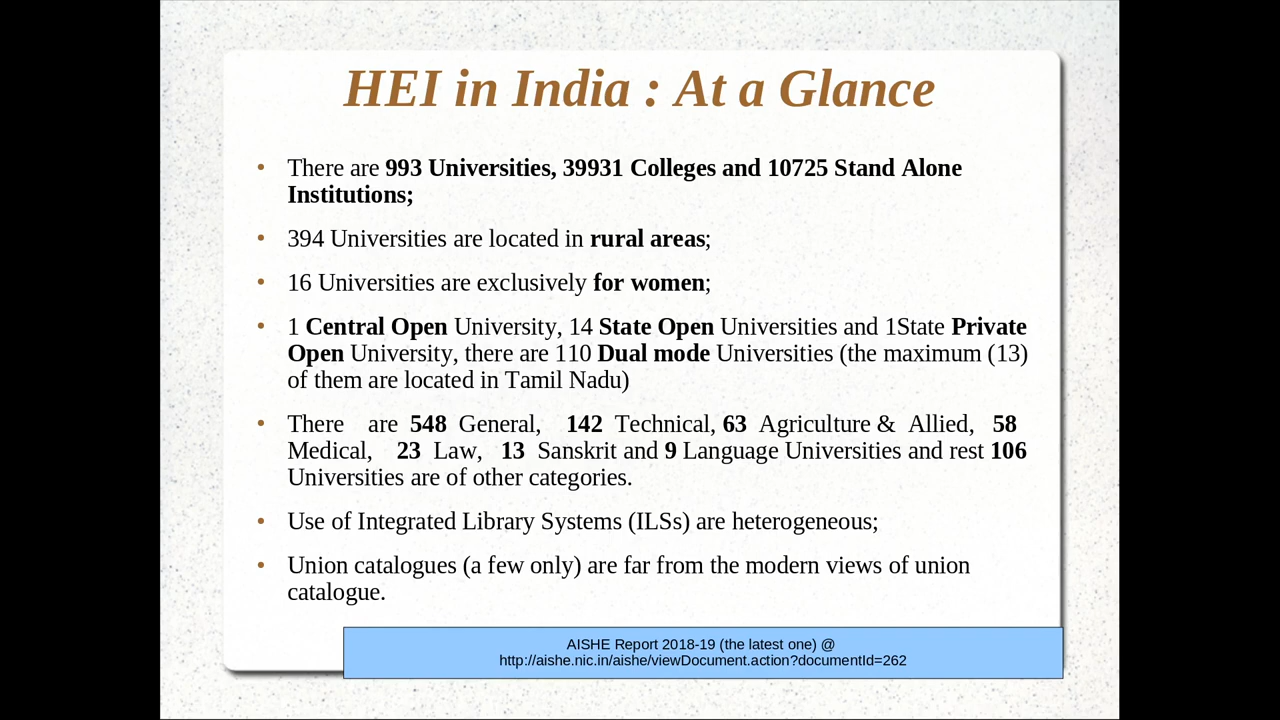 HEI in India : At a Glance
• There are 993 Universities, 39931 Colleges and 10725 Stand Alone
Institutions;
• 394 Universities are located in rural areas;
• 16 Universities are exclusively for women;
• 1 Central Open University, 14 State Open Universities and 1State Private
Open University, there are 110 Dual mode Universities (the maximum (13)
of them are located in Tamil Nadu)
• There are 548 General, 142 Technical, 63 Agriculture & Allied, 58
Medical, 23 Law, 13 Sanskrit and 9 Language Universities and rest 106
Universities are of other categories.
• Use of Integrated Library Systems (ILSs) are heterogeneous;
• Union catalogues (a few only) are far from the modern views of union
catalogue.
AISHE Report 2018-19 (the latest one) @
http://aishe.nic.in/aishe/viewDocument.action?documentId=262